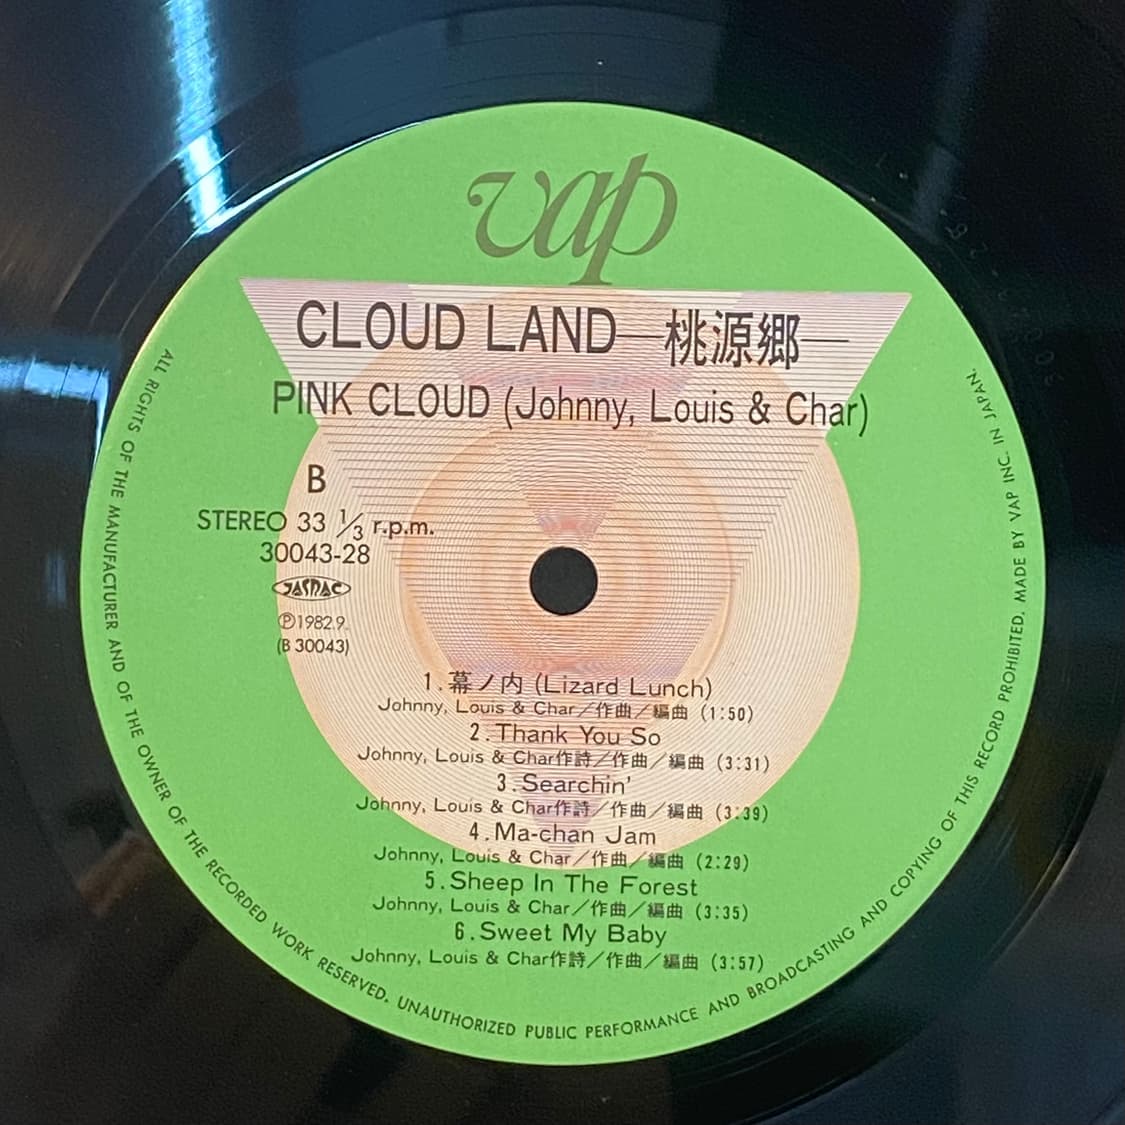 vap
CLOUD LAND—桃源郷—
PINK CLOUD (Johnny, Louis & Char)
B
STEREO 33 1/3 r.p.m.
30043-28
JASRAC
Ⓟ1982.9.
(B 30043)
1.幕ノ内 (Lizard Lunch)
Johnny, Louis & Char／作曲／編曲 (1:50)
2.Thank You So
Johnny, Louis & Char作詩／作曲／編曲 (3:31)
3.Searchin'
Johnny, Louis & Char作詩／作曲／編曲 (3:39)
4.Ma-chan Jam
Johnny, Louis & Char／作曲／編曲 (2:29)
5.Sheep In The Forest
Johnny, Louis & Char／作曲／編曲 (3:35)
6.Sweet My Baby
Johnny, Louis & Char作詩／作曲／編曲 (3:57)
ALL RIGHTS OF THE MANUFACTURER AND OF THE OWNER OF THE RECORDED WORK RESERVED. UNAUTHORIZED PUBLIC PERFORMANCE AND BROADCASTING AND COPYING OF THIS RECORD PROHIBITED. MADE BY VAP INC. IN JAPAN.